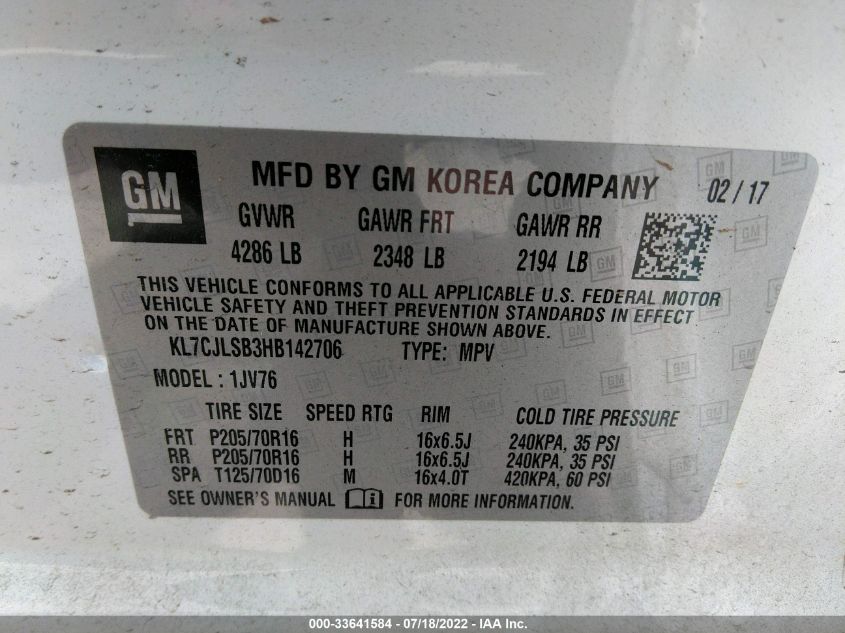 GM
MFD BY GM KOREA COMPANY 02 / 17
GVWR GAWR FRT GAWR RR
4286 LB 2348 LB 2194 LB
THIS VEHICLE CONFORMS TO ALL APPLICABLE U.S. FEDERAL MOTOR
VEHICLE SAFETY AND THEFT PREVENTION STANDARDS IN EFFECT
ON THE DATE OF MANUFACTURE SHOWN ABOVE.
KL7CJLSB3HB142706 TYPE: MPV
MODEL : 1JV76
TIRE SIZE SPEED RTG RIM COLD TIRE PRESSURE
FRT P205/70R16 H 16x6.5J 240KPA, 35 PSI
RR P205/70R16 H 16x6.5J 240KPA, 35 PSI
SPA T125/70D16 M 16x4.0T 420KPA, 60 PSI
SEE OWNER'S MANUAL i FOR MORE INFORMATION.
000-33641584 - 07/18/2022 - IAA Inc.